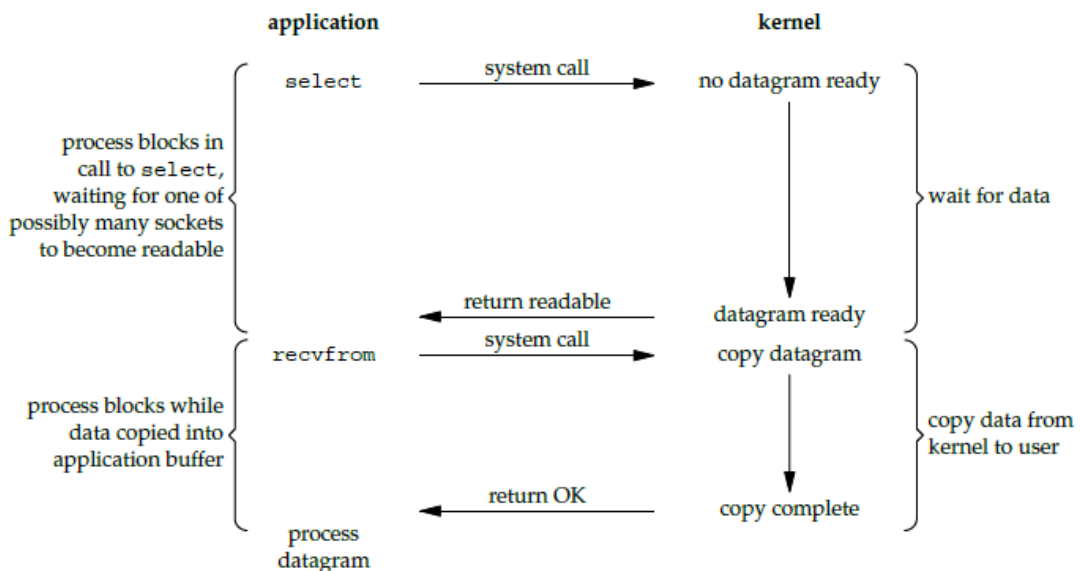 application
kernel
select
system call
no datagram ready
process blocks in
call to select,
waiting for one of
possibly many sockets
to become readable
wait for data
return readable
datagram ready
recvfrom
system call
copy datagram
process blocks while
data copied into
application buffer
copy data from
kernel to user
return OK
copy complete
process
datagram